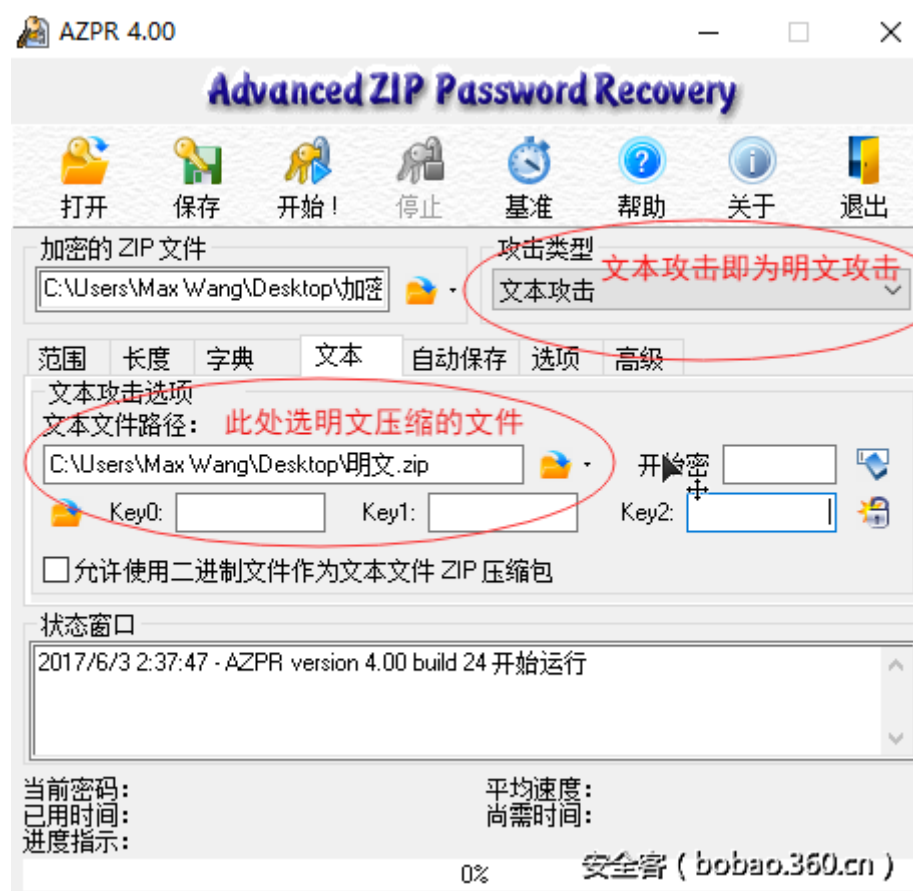 AZPR 4.00
Advanced ZIP Password Recovery
打开 保存 开始! 停止 基准 帮助 关于 退出
加密的 ZIP 文件 攻击类型
文本攻击即为明文攻击
C:\Users\Max Wang\Desktop\加密 文本攻击
范围 长度 字典 文本 自动保存 选项 高级
文本攻击选项
文本文件路径: 此处选明文压缩的文件
C:\Users\Max Wang\Desktop\明文.zip 开始密
Key0: Key1: Key2:
允许使用二进制文件作为文本文件 ZIP 压缩包
状态窗口
2017/6/3 2:37:47 - AZPR version 4.00 build 24 开始运行
当前密码: 平均速度:
已用时间: 尚需时间:
进度指示:
0%
安全客 ( bobao.360.cn )